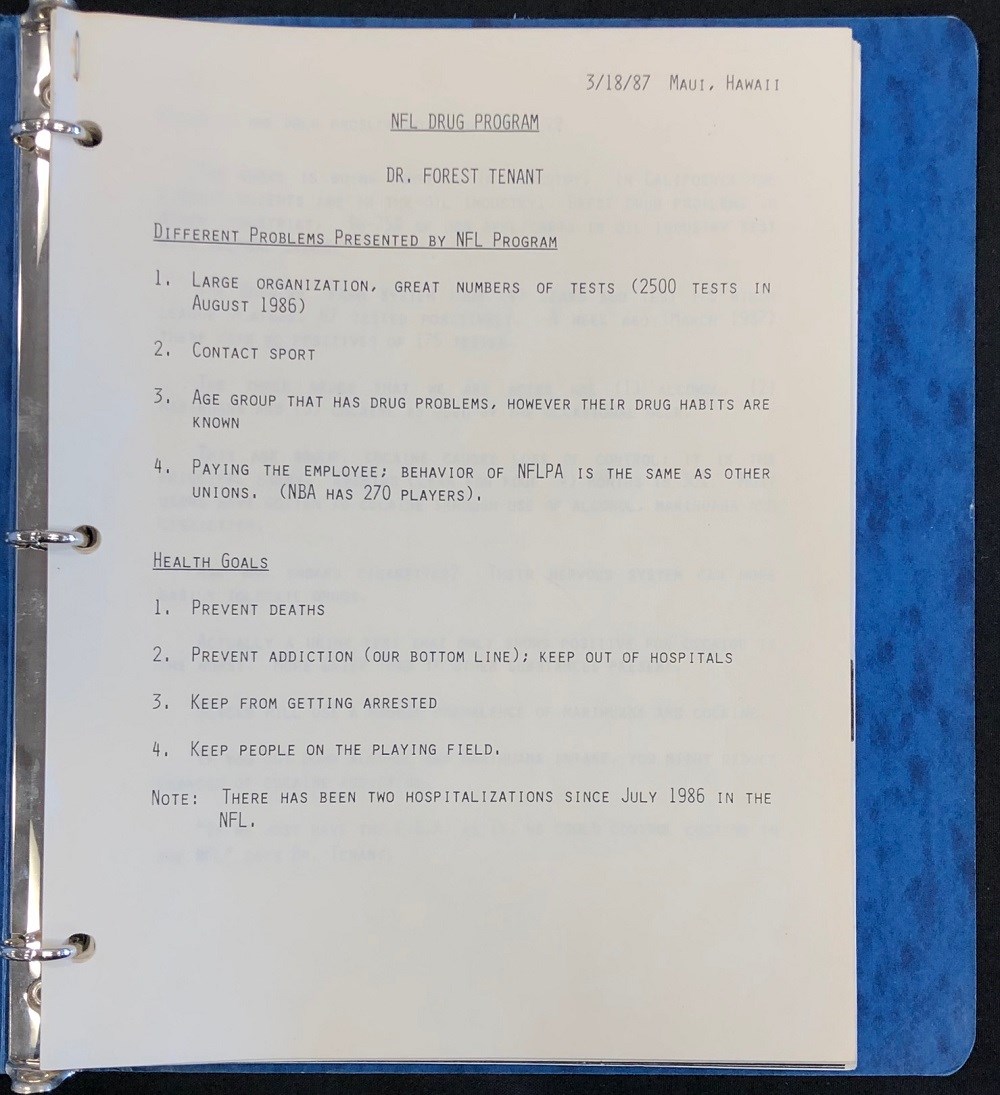 3/18/87 Maui, Hawaii
NFL DRUG PROGRAM
DR. FOREST TENANT
Different Problems Presented by NFL Program
1. Large organization, great numbers of tests (2500 tests in
August 1986)
2. Contact sport
3. Age group that has drug problems, however their drug habits are
known
4. Paying the employee; behavior of NFLPA is the same as other
unions. (NBA has 270 players).
Health Goals
1. Prevent deaths
2. Prevent addiction (our bottom line); keep out of hospitals
3. Keep from getting arrested
4. Keep people on the playing field.
Note: There has been two hospitalizations since July 1986 in the
NFL.